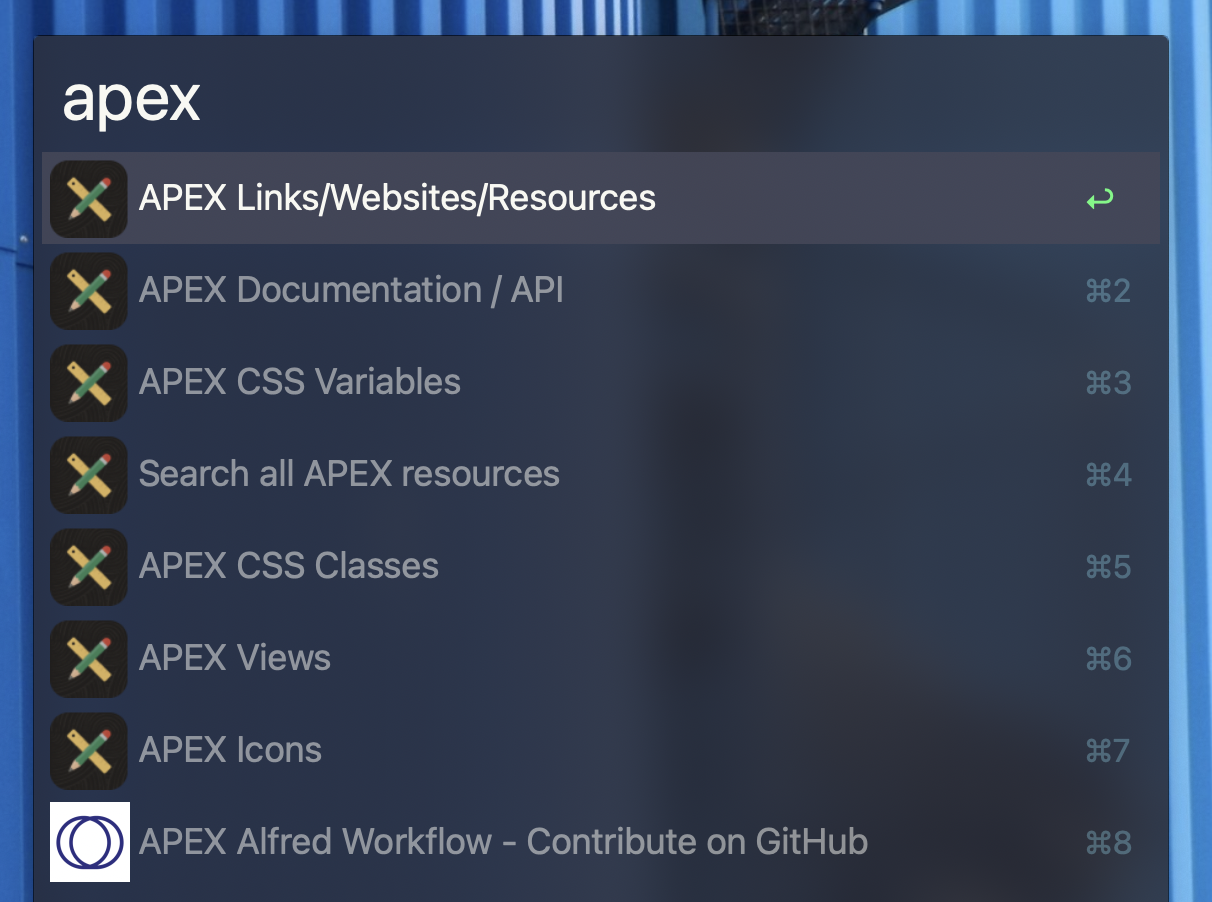 apex
APEX Links/Websites/Resources ↩
APEX Documentation / API ⌘2
APEX CSS Variables ⌘3
Search all APEX resources ⌘4
APEX CSS Classes ⌘5
APEX Views ⌘6
APEX Icons ⌘7
APEX Alfred Workflow - Contribute on GitHub ⌘8